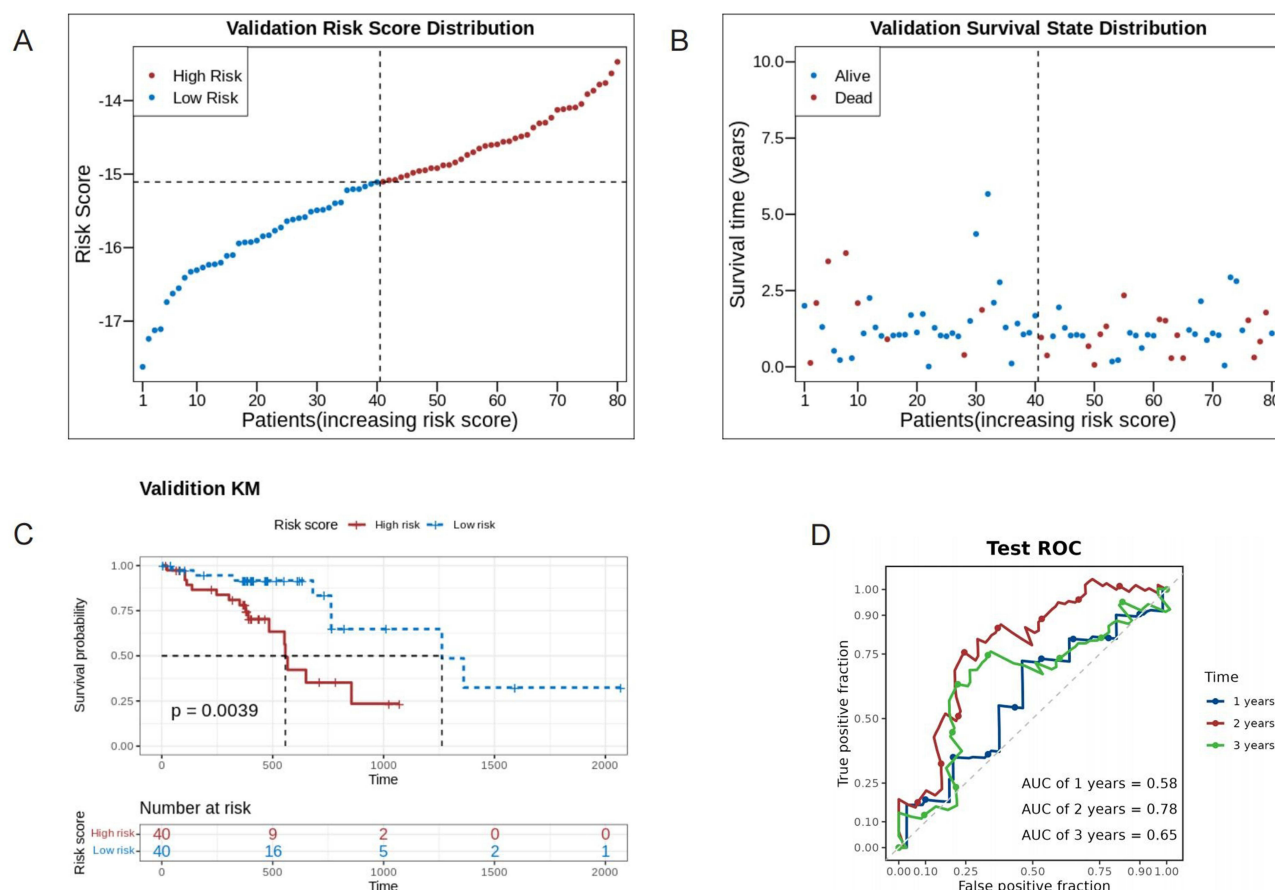 A
Validation Risk Score Distribution
High Risk
Low Risk
-14
-15
-16
-17
Risk Score
1 10 20 30 40 50 60 70 80
Patients(increasing risk score)
B
Validation Survival State Distribution
Alive
Dead
10.0
7.5
5.0
2.5
0.0
Survival time (years)
1 10 20 30 40 50 60 70 80
Patients(increasing risk score)
C
Validition KM
Risk score High risk Low risk
1.00
0.75
0.50
0.25
0.00
Survival probability
p = 0.0039
0 500 1000 1500 2000
Time
Number at risk
Risk score
High risk 40 9 2 0 0
Low risk 40 16 5 2 1
0 500 1000 1500 2000
Time
D
Test ROC
1.00
0.90
0.75
0.50
0.25
0.10
0.00
True positive fraction
AUC of 1 years = 0.58
AUC of 2 years = 0.78
AUC of 3 years = 0.65
0.00 0.10 0.25 0.50 0.75 0.90 1.00
False positive fraction
Time
1 years
2 years
3 years